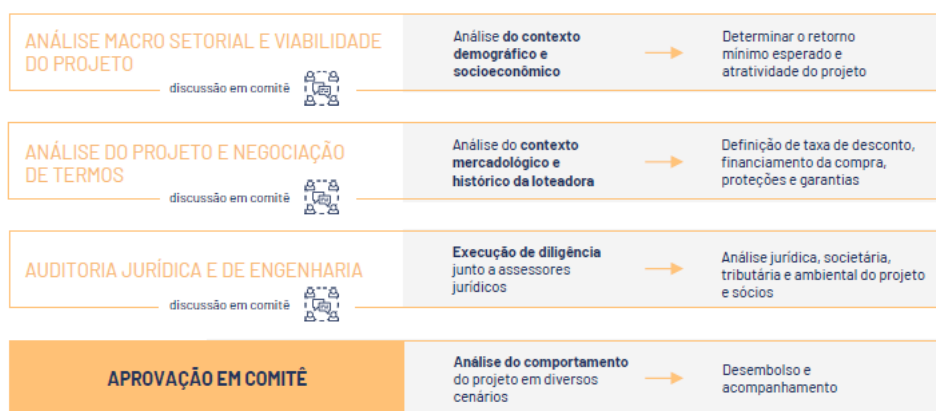 ANÁLISE MACRO SETORIAL E VIABILIDADE
DO PROJETO
discussão em comitê
Análise do contexto
demográfico e
socioeconômico
Determinar o retorno
mínimo esperado e
atratividade do projeto
ANÁLISE DO PROJETO E NEGOCIAÇÃO
DE TERMOS
discussão em comitê
Análise do contexto
mercadológico e
histórico da loteadora
Definição de taxa de desconto,
financiamento da compra,
proteções e garantias
AUDITORIA JURÍDICA E DE ENGENHARIA
discussão em comitê
Execução de diligência
junto a assessores
jurídicos
Análise jurídica, societária,
tributária e ambiental do projeto
e sócios
APROVAÇÃO EM COMITÊ
Análise do comportamento
do projeto em diversos
cenários
Desembolso e
acompanhamento